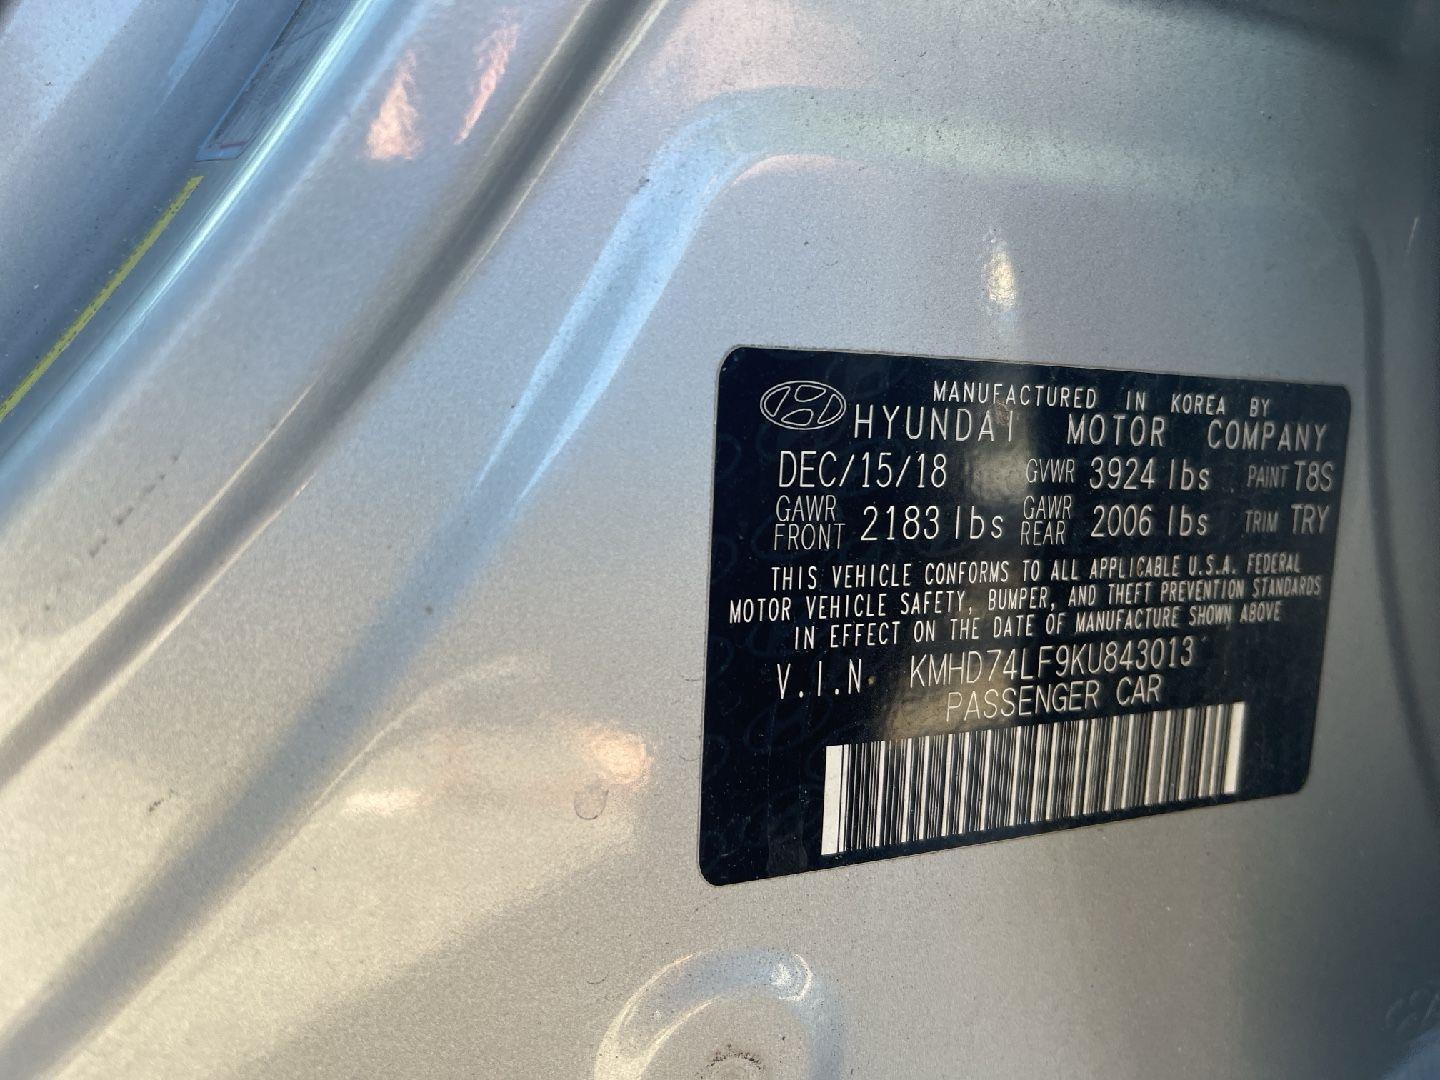 MANUFACTURED IN KOREA BY
HYUNDAI MOTOR COMPANY
DEC/15/18 GVWR 3924 lbs PAINT T8S
GAWR FRONT 2183 lbs GAWR REAR 2006 lbs TRIM TRY
THIS VEHICLE CONFORMS TO ALL APPLICABLE U.S.A. FEDERAL
MOTOR VEHICLE SAFETY, BUMPER, AND THEFT PREVENTION STANDARDS
IN EFFECT ON THE DATE OF MANUFACTURE SHOWN ABOVE
V.I.N KMHD74LF9KU843013
PASSENGER CAR